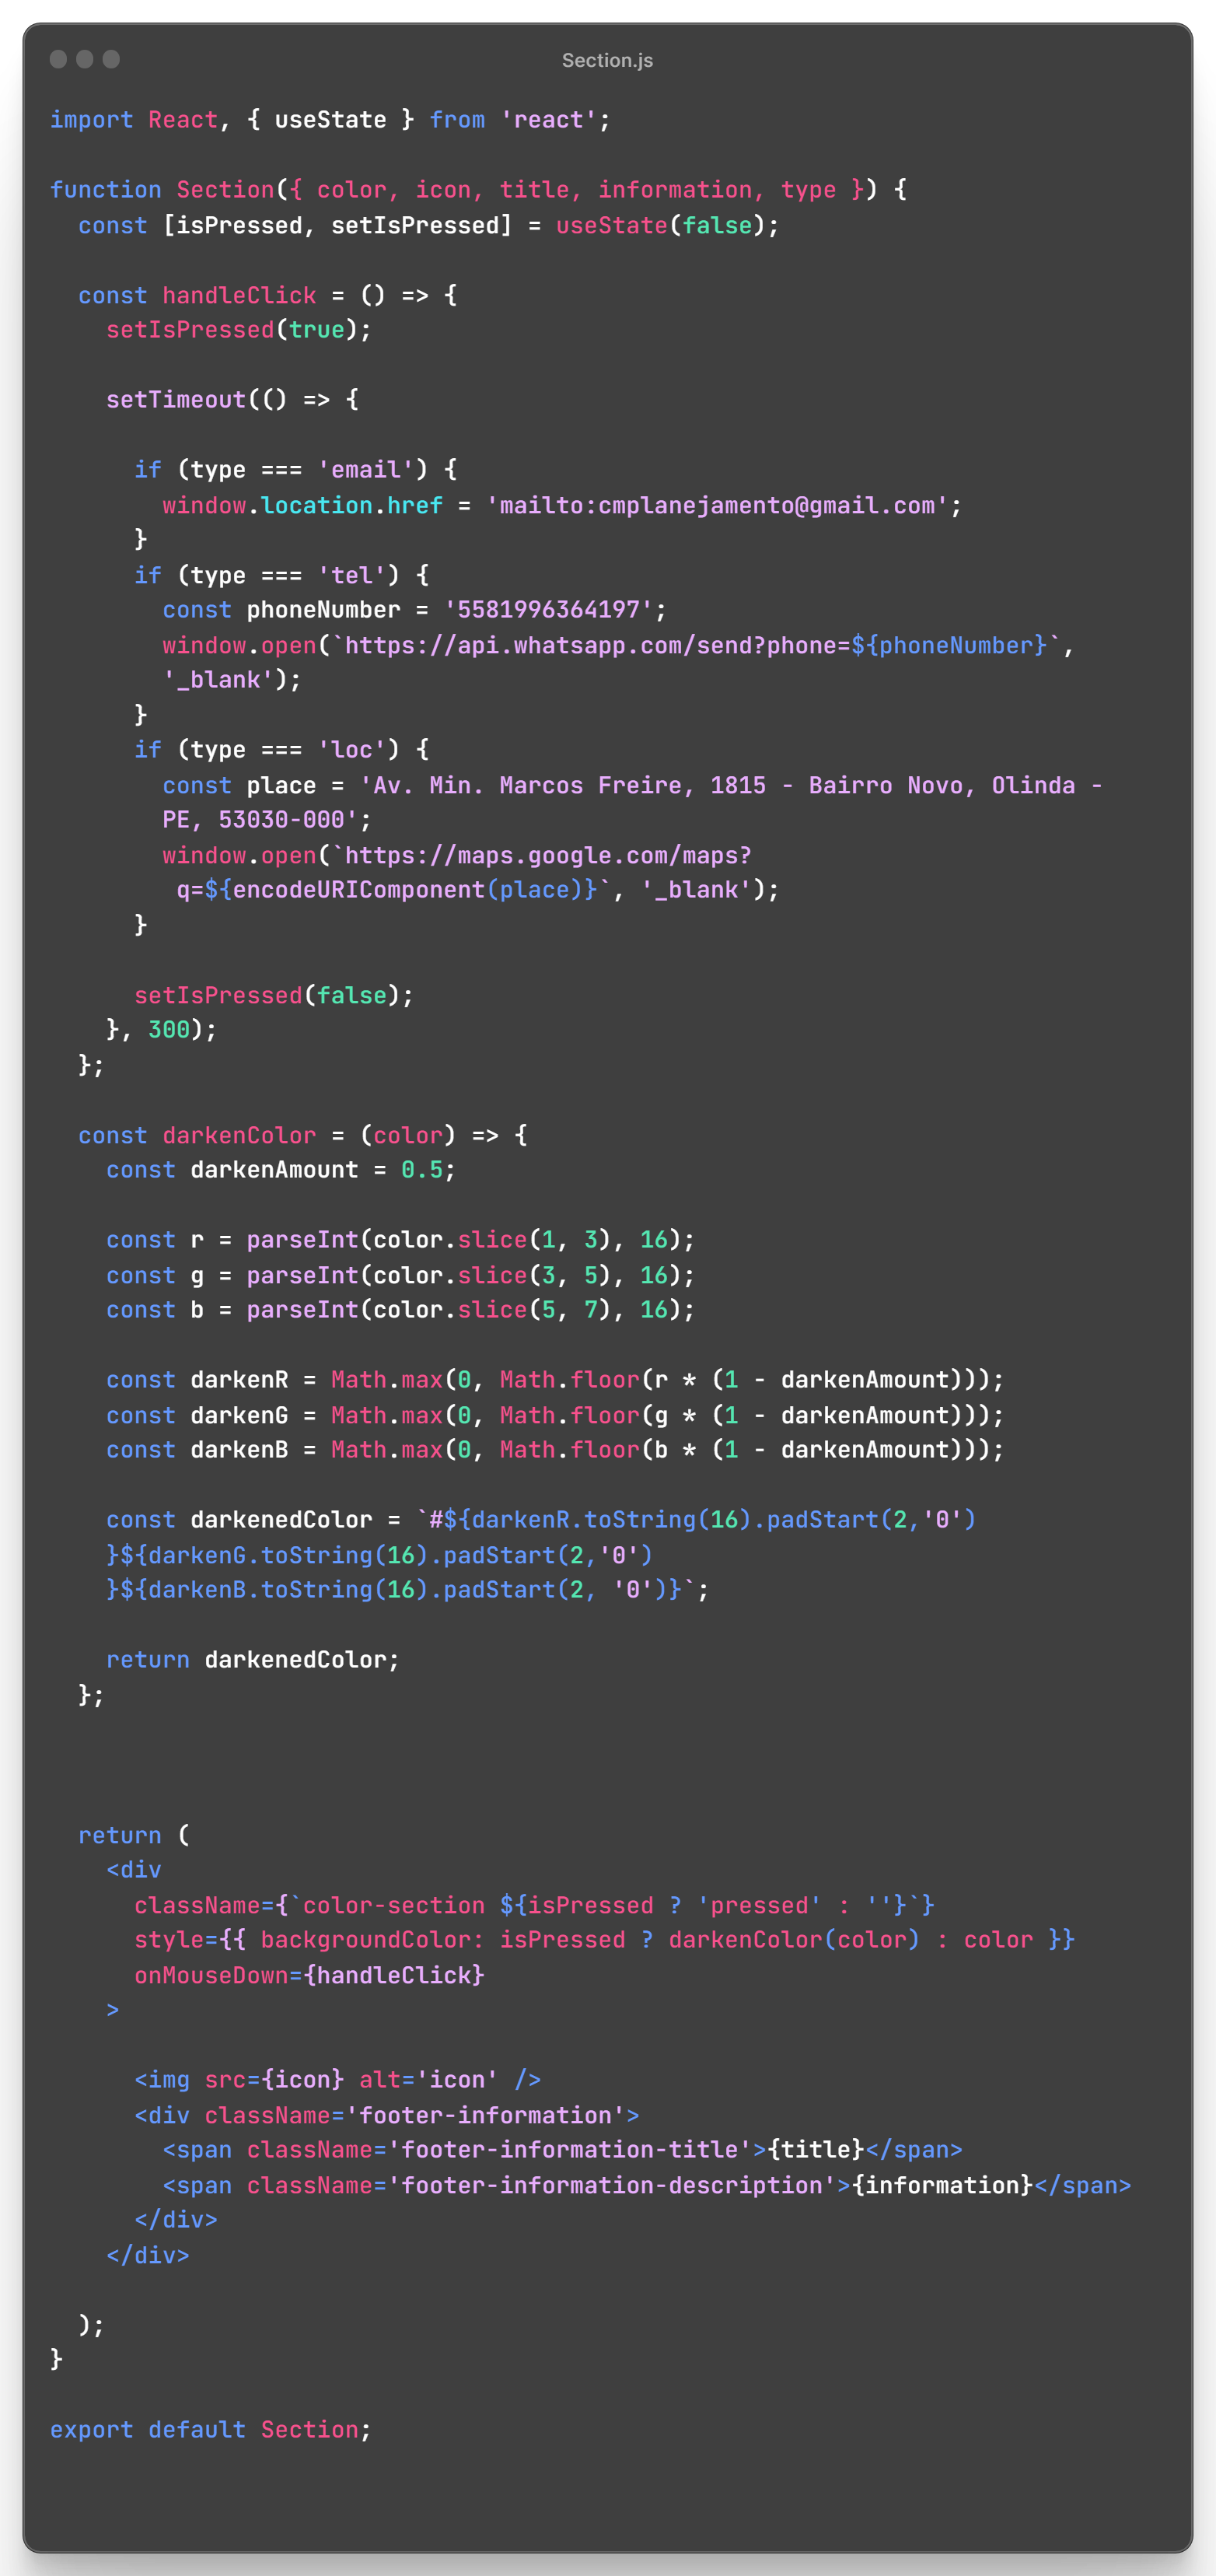 Section.js
import React, { useState } from 'react';
function Section({ color, icon, title, information, type }) {
  const [isPressed, setIsPressed] = useState(false);
  const handleClick = () => {
    setIsPressed(true);
    setTimeout(() => {
      if (type === 'email') {
        window.location.href = 'mailto:cmplanejamento@gmail.com';
      }
      if (type === 'tel') {
        const phoneNumber = '5581996364197';
        window.open(`https://api.whatsapp.com/send?phone=${phoneNumber}`,
        '_blank');
      }
      if (type === 'loc') {
        const place = 'Av. Min. Marcos Freire, 1815 - Bairro Novo, Olinda -
        PE, 53030-000';
        window.open(`https://maps.google.com/maps?
         q=${encodeURIComponent(place)}`, '_blank');
      }
      setIsPressed(false);
    }, 300);
  };
  const darkenColor = (color) => {
    const darkenAmount = 0.5;
    const r = parseInt(color.slice(1, 3), 16);
    const g = parseInt(color.slice(3, 5), 16);
    const b = parseInt(color.slice(5, 7), 16);
    const darkenR = Math.max(0, Math.floor(r * (1 - darkenAmount)));
    const darkenG = Math.max(0, Math.floor(g * (1 - darkenAmount)));
    const darkenB = Math.max(0, Math.floor(b * (1 - darkenAmount)));
    const darkenedColor = `#${darkenR.toString(16).padStart(2,'0')
    }${darkenG.toString(16).padStart(2,'0')
    }${darkenB.toString(16).padStart(2, '0')}`;
    return darkenedColor;
  };
  return (
    <div
      className={`color-section ${isPressed ? 'pressed' : ''}`}
      style={{ backgroundColor: isPressed ? darkenColor(color) : color }}
      onMouseDown={handleClick}
    >
      <img src={icon} alt='icon' />
      <div className='footer-information'>
        <span className='footer-information-title'>{title}</span>
        <span className='footer-information-description'>{information}</span>
      </div>
    </div>
  );
}
export default Section;